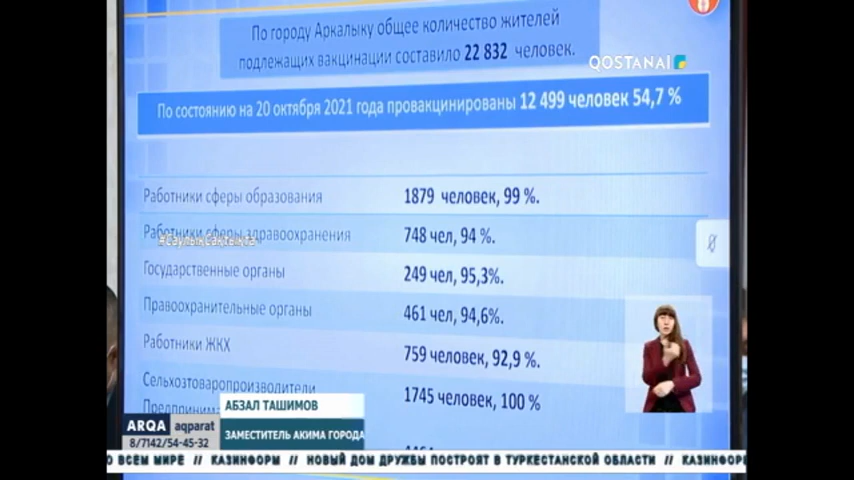 По городу Аркалыку общее количество жителей
подлежащих вакцинации составило 22 832 человек.
QOSTANAI
По состоянию на 20 октября 2021 года провакцинированы 12 499 человек 54,7 %
Работники сферы образования 1879 человек, 99 %.
Работники сферы здравоохранения 748 чел, 94 %.
#Саулықсақтықта
Государственные органы 249 чел, 95,3%.
Правоохранительные органы 461 чел, 94,6%.
Работники ЖКХ 759 человек, 92,9 %.
Сельхозтоваропроизводители 1745 человек, 100 %
АБЗАЛ ТАШИМОВ
ARQA aqparat
ЗАМЕСТИТЕЛЬ АКИМА ГОРОДА
8/7142/54-45-32
О ВСЁМ МИРЕ // КАЗИНФОРМ // НОВЫЙ ДОМ ДРУЖБЫ ПОСТРОЯТ В ТУРКЕСТАНСКОЙ ОБЛАСТИ // КАЗИНФОРМ